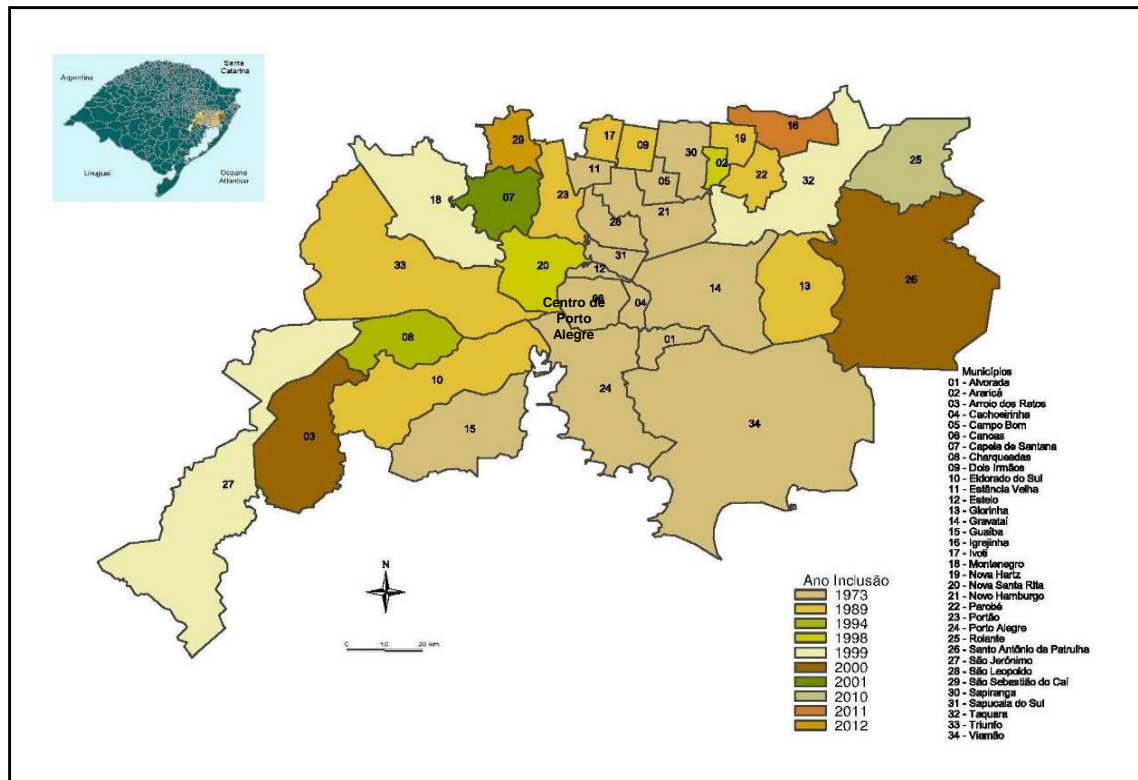 Santa
Catarina
Argentina
Uruguai
Oceano
Atlântico
29
17
09
30
19
16
11
05
02
22
25
18
07
23
32
28
21
33
20
31
12
14
13
26
06
04
Centro de
Porto
Alegre
01
08
10
24
15
34
03
27
N
0 10 20 km
Ano Inclusão
1973
1989
1994
1998
1999
2000
2001
2010
2011
2012
Municípios
01 - Alvorada
02 - Araricá
03 - Arroio dos Ratos
04 - Cachoeirinha
05 - Campo Bom
06 - Canoas
07 - Capela de Santana
08 - Charqueadas
09 - Dois Irmãos
10 - Eldorado do Sul
11 - Estância Velha
12 - Esteio
13 - Glorinha
14 - Gravataí
15 - Guaíba
16 - Igrejinha
17 - Ivoti
18 - Montenegro
19 - Nova Hartz
20 - Nova Santa Rita
21 - Novo Hamburgo
22 - Parobé
23 - Portão
24 - Porto Alegre
25 - Rolante
26 - Santo Antônio da Patrulha
27 - São Jerônimo
28 - São Leopoldo
29 - São Sebastião do Caí
30 - Sapiranga
31 - Sapucaia do Sul
32 - Taquara
33 - Triunfo
34 - Viamão